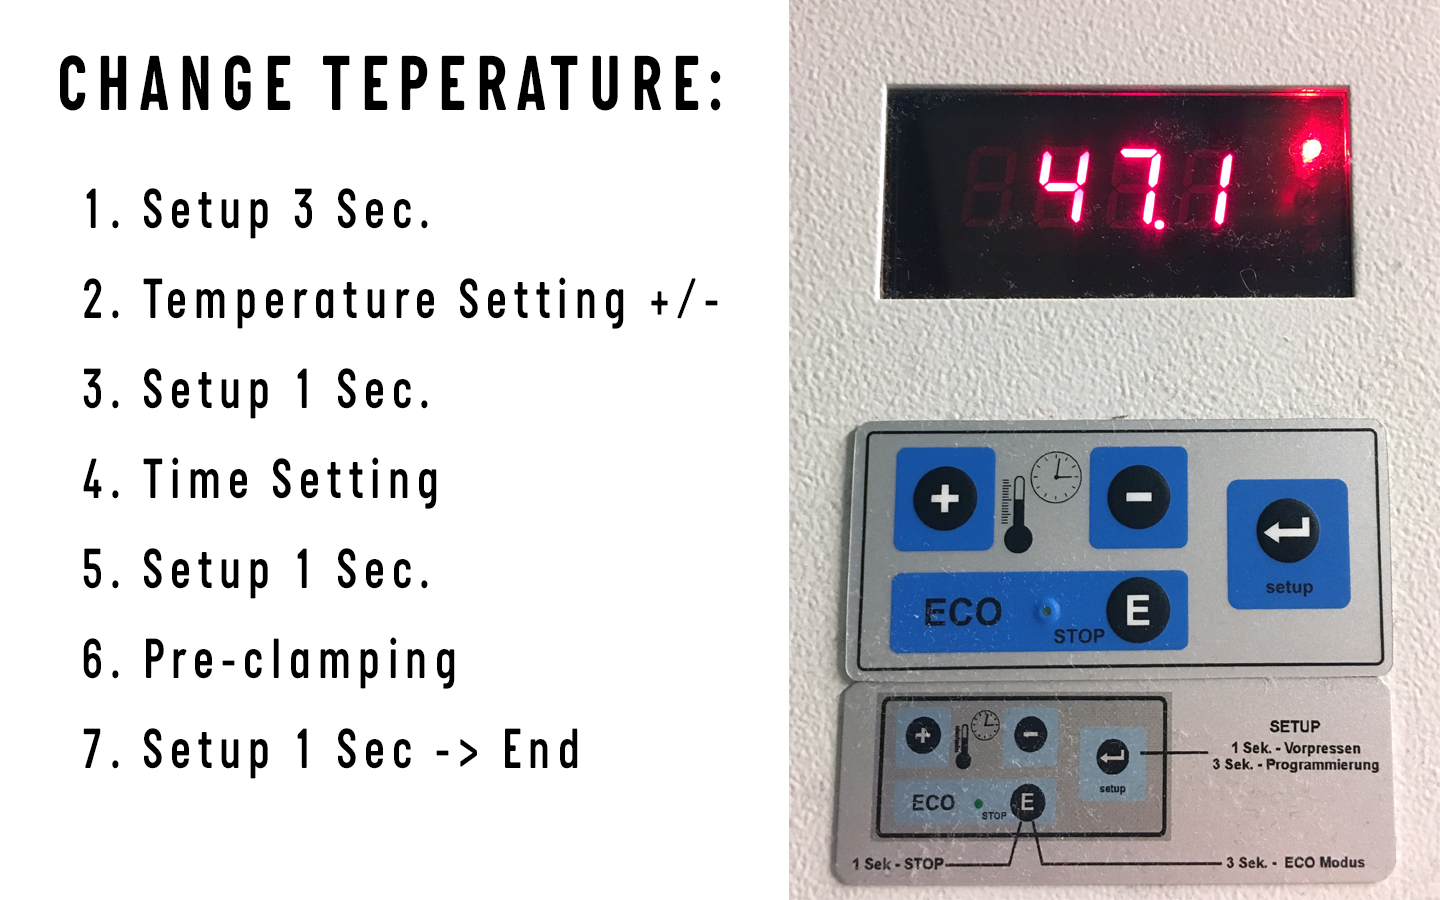 CHANGE TEPERATURE:
1. Setup 3 Sec.
2. Temperature Setting +/-
3. Setup 1 Sec.
4. Time Setting
5. Setup 1 Sec.
6. Pre-clamping
7. Setup 1 Sec -> End
47.1
+
-
setup
ECO
STOP
E
+
-
setup
ECO
STOP
E
SETUP
1 Sek. - Vorpressen
3 Sek. - Programmierung
1 Sek - STOP
3 Sek. - ECO Modus